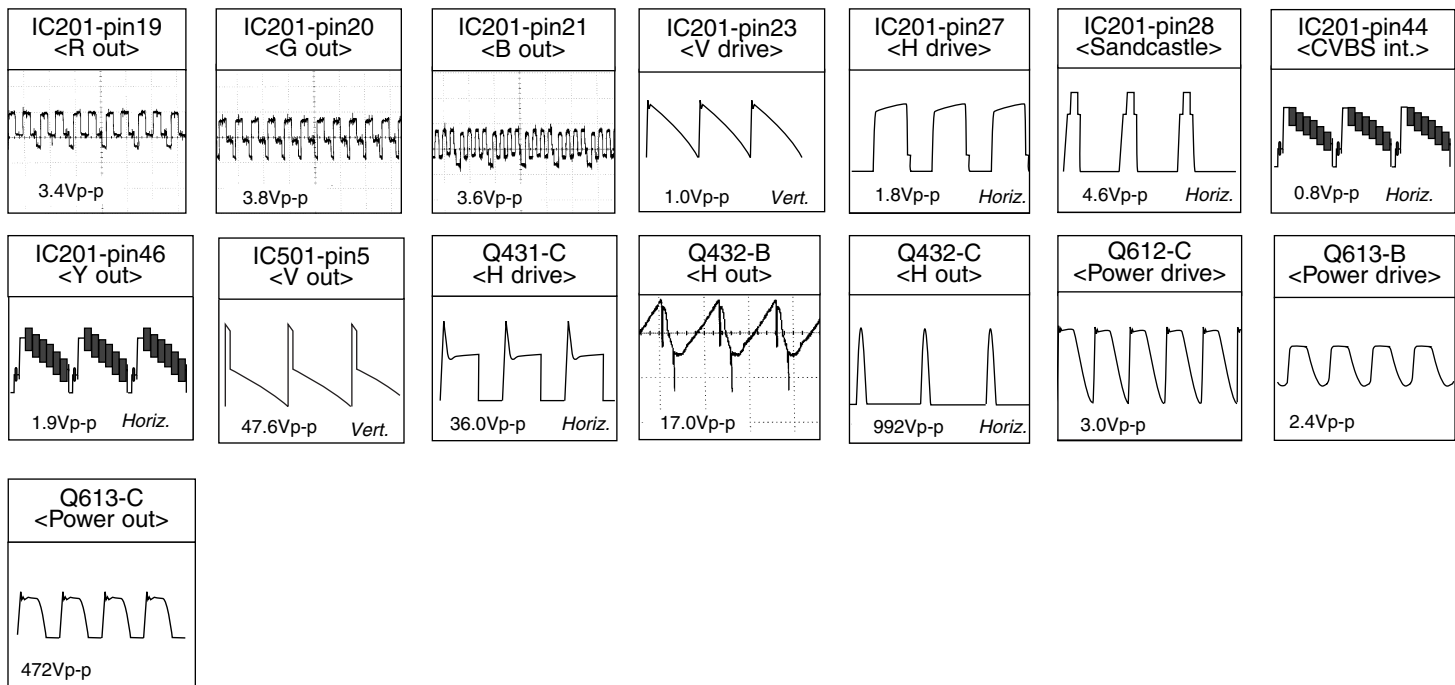 IC201-pin19
<R out>
3.4Vp-p
IC201-pin20
<G out>
3.8Vp-p
IC201-pin21
<B out>
3.6Vp-p
IC201-pin23
<V drive>
1.0Vp-p Vert.
IC201-pin27
<H drive>
1.8Vp-p Horiz.
IC201-pin28
<Sandcastle>
4.6Vp-p Horiz.
IC201-pin44
<CVBS int.>
0.8Vp-p Horiz.
IC201-pin46
<Y out>
1.9Vp-p Horiz.
IC501-pin5
<V out>
47.6Vp-p Vert.
Q431-C
<H drive>
36.0Vp-p Horiz.
Q432-B
<H out>
17.0Vp-p
Q432-C
<H out>
992Vp-p Horiz.
Q612-C
<Power drive>
3.0Vp-p
Q613-B
<Power drive>
2.4Vp-p
Q613-C
<Power out>
472Vp-p